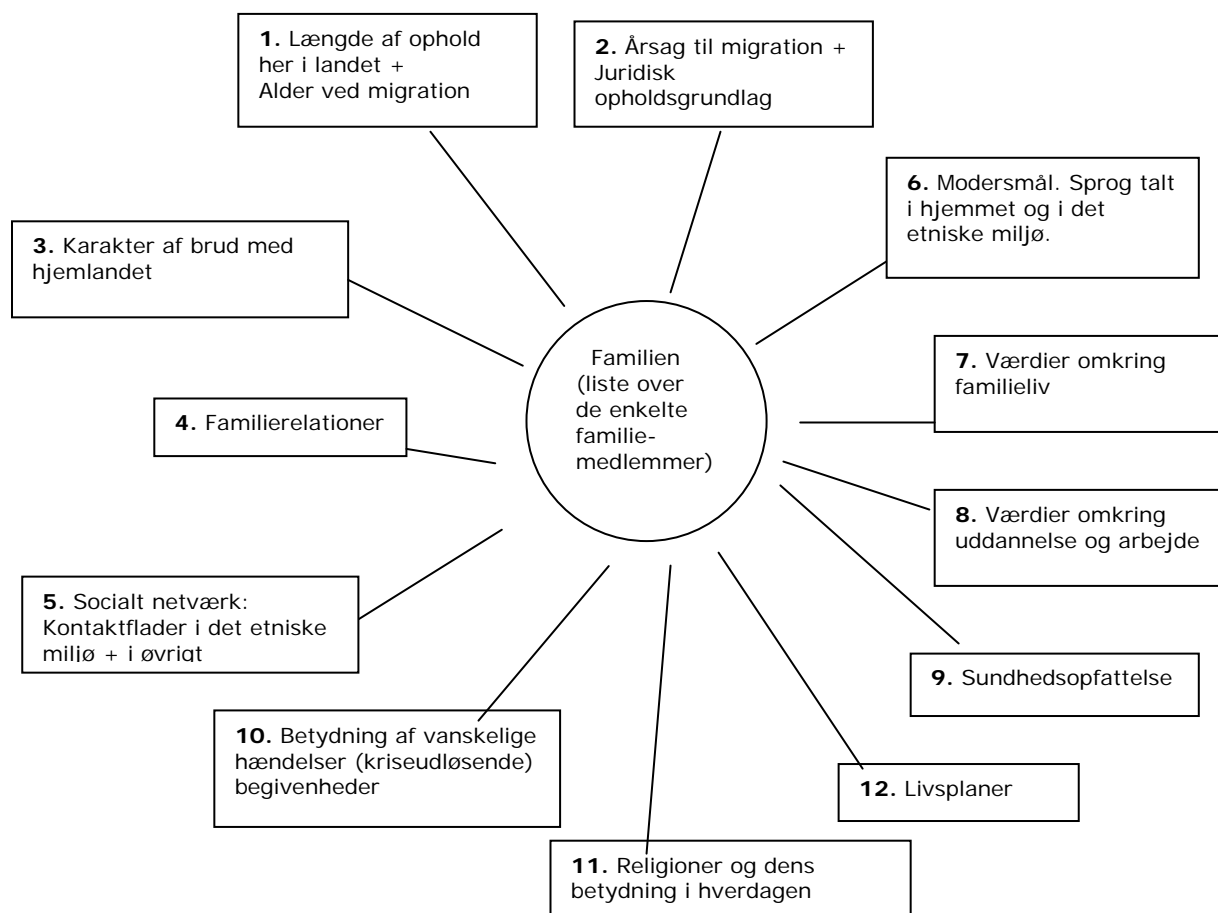 1. Længde af ophold
her i landet +
Alder ved migration
2. Årsag til migration +
Juridisk
opholdsgrundlag
6. Modersmål. Sprog talt
i hjemmet og i det
etniske miljø.
3. Karakter af brud med
hjemlandet
Familien
(liste over
de enkelte
familie-
medlemmer)
7. Værdier omkring
familieliv
4. Familierelationer
8. Værdier omkring
uddannelse og arbejde
5. Socialt netværk:
Kontaktflader i det etniske
miljø + i øvrigt
9. Sundhedsopfattelse
10. Betydning af vanskelige
hændelser (kriseudløsende)
begivenheder
12. Livsplaner
11. Religioner og dens
betydning i hverdagen